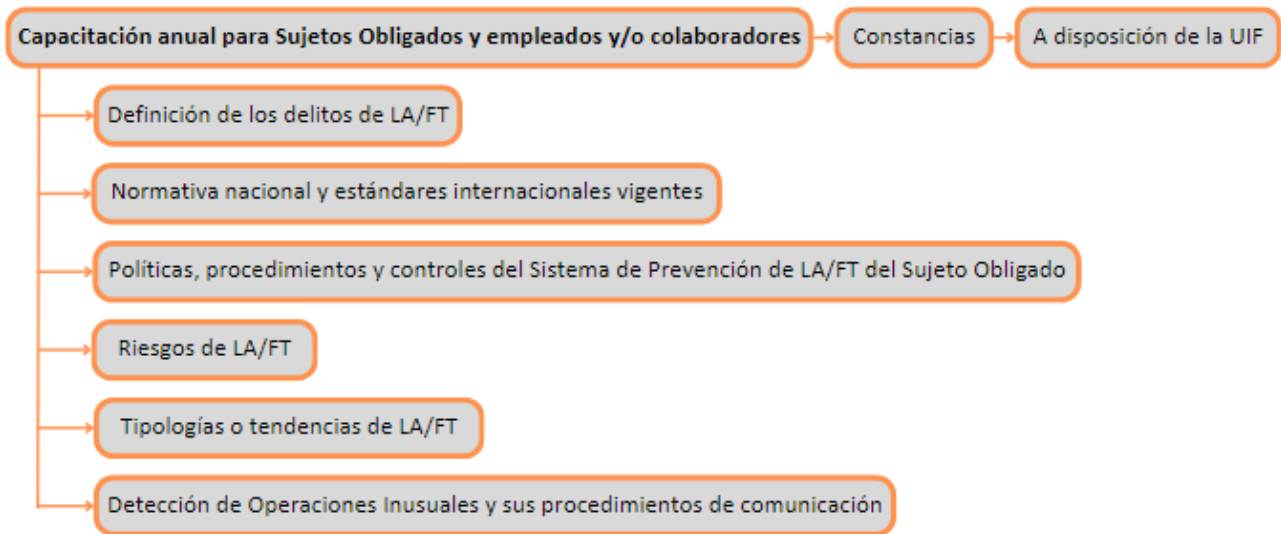 Capacitación anual para Sujetos Obligados y empleados y/o colaboradores
Constancias
A disposición de la UIF
Definición de los delitos de LA/FT
Normativa nacional y estándares internacionales vigentes
Políticas, procedimientos y controles del Sistema de Prevención de LA/FT del Sujeto Obligado
Riesgos de LA/FT
Tipologías o tendencias de LA/FT
Detección de Operaciones Inusuales y sus procedimientos de comunicación